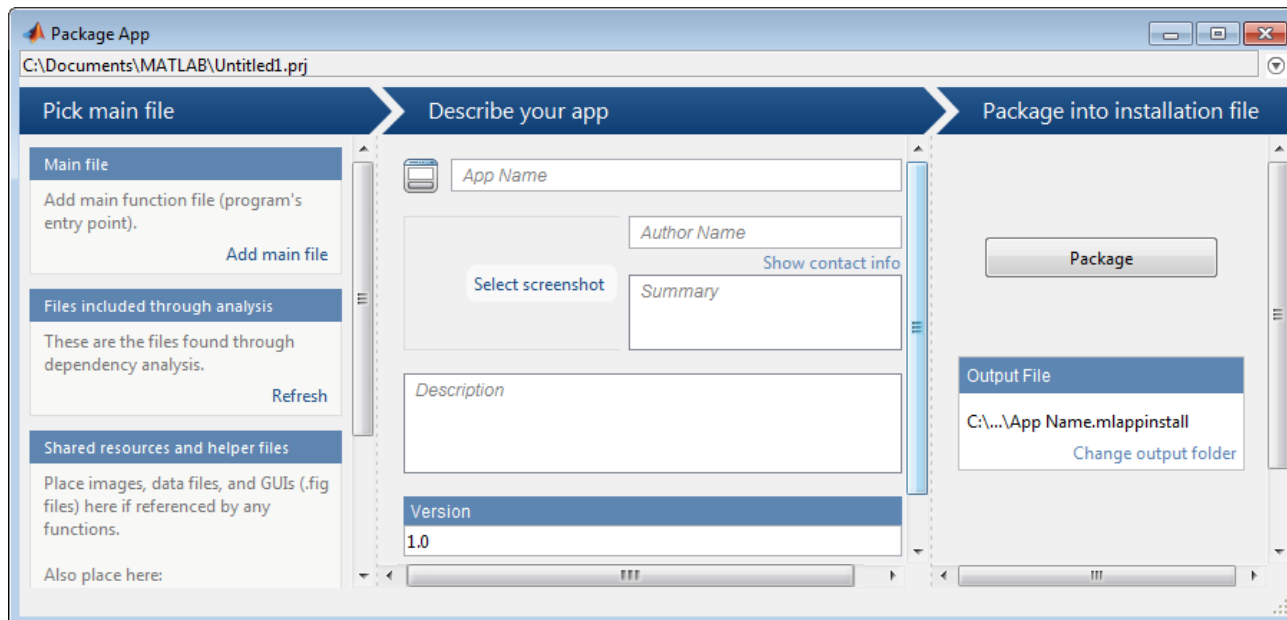 Package App
C:\Documents\MATLAB\Untitled1.prj
Pick main file
Describe your app
Package into installation file
Main file
Add main function file (program's
entry point).
Add main file
Files included through analysis
These are the files found through
dependency analysis.
Refresh
Shared resources and helper files
Place images, data files, and GUIs (.fig
files) here if referenced by any
functions.
Also place here:
App Name
Author Name
Show contact info
Select screenshot
Summary
Description
Version
1.0
Package
Output File
C:\...\App Name.mlappinstall
Change output folder